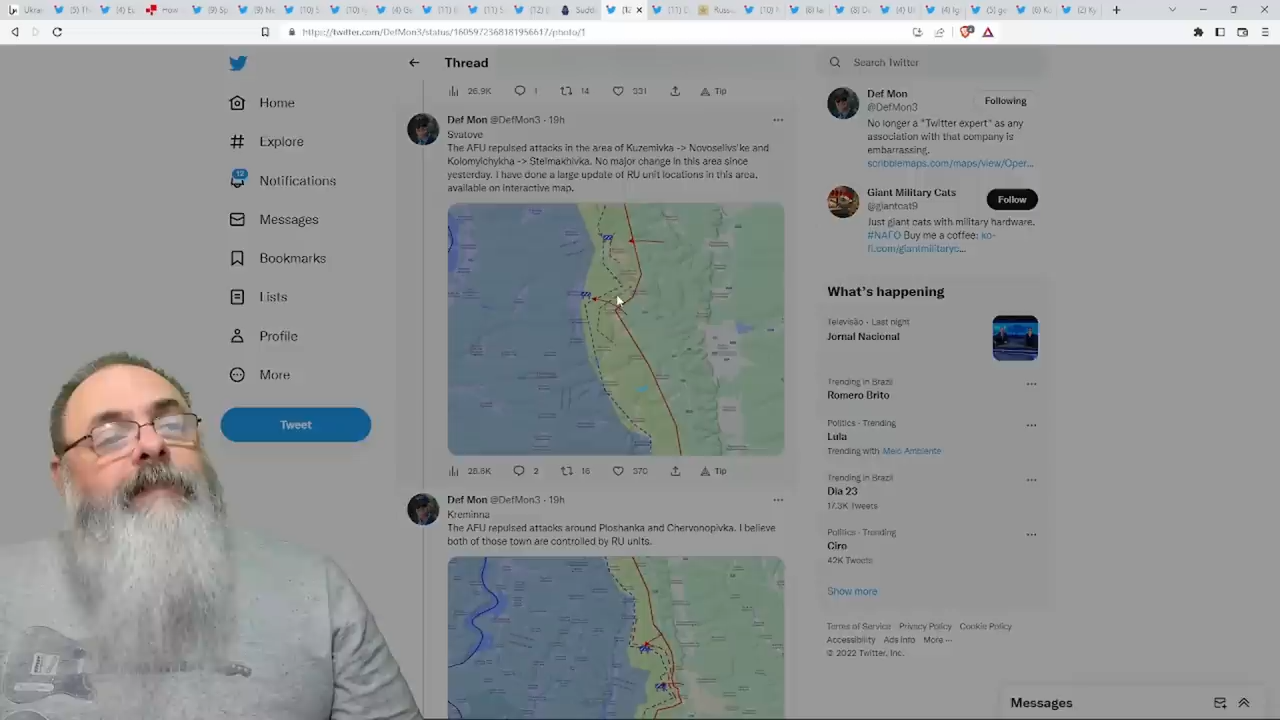 https://twitter.com/DefMon3/status/1605972368181956617/photo/1
Home
Explore
12
Notifications
Messages
Bookmarks
Lists
Profile
More
Tweet
Thread
26.9K 1 14 331 Tip
Def Mon @DefMon3 · 19h
Svatove
The AFU repulsed attacks in the area of Kuzemivka -> Novoselivs'ke and
Kolomyichykha -> Stelmakhivka. No major change in this area since
yesterday. I have done a large update of RU unit locations in this area,
available on interactive map.
28.6K 2 16 370 Tip
Def Mon @DefMon3 · 19h
Kreminna
The AFU repulsed attacks around Ploshanka and Chervonopivka. I believe
both of those town are controlled by RU units.
Search Twitter
Def Mon
@DefMon3
Following
No longer a "Twitter expert" as any
association with that company is
embarrassing.
scribblemaps.com/maps/view/Oper...
Giant Military Cats
@giantcat9
Follow
Just giant cats with military hardware.
#NAFO Buy me a coffee: ko-
fi.com/giantmilitaryc...
What's happening
Televisão · Last night
Jornal Nacional
Trending in Brazil
Romero Brito
Politics · Trending
Lula
Trending with Meio Ambiente
Trending in Brazil
Dia 23
17.3K Tweets
Politics · Trending
Ciro
42K Tweets
Show more
Terms of Service Privacy Policy Cookie Policy
Accessibility Ads Info More ...
© 2022 Twitter, Inc.
Messages